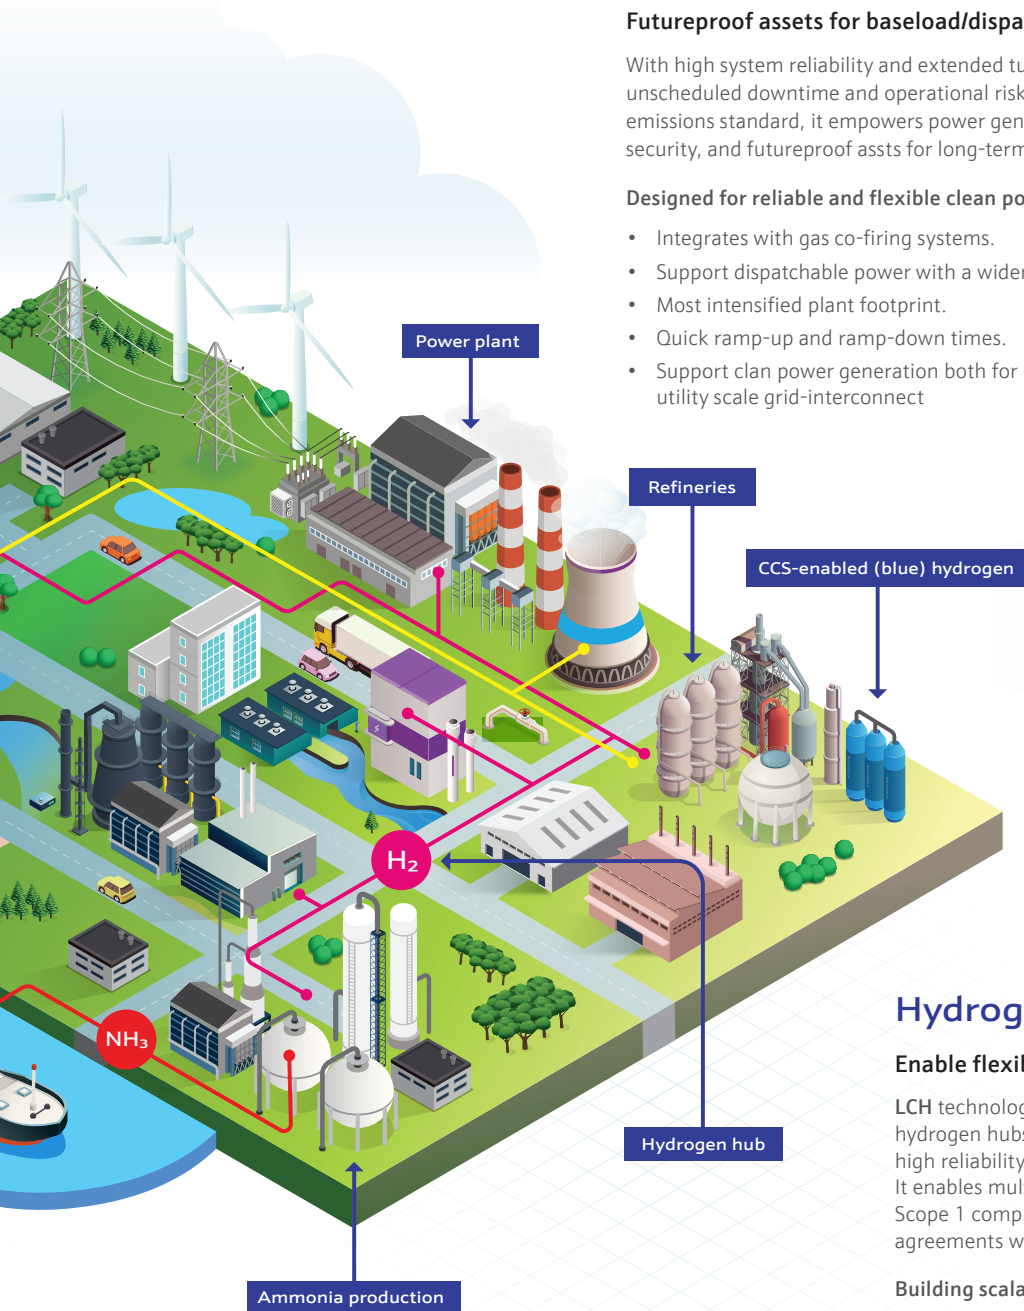 Futureproof assets for baseload/dispa
With high system reliability and extended tu
unscheduled downtime and operational risk
emissions standard, it empowers power gen
security, and futureproof assts for long-term
Designed for reliable and flexible clean po
• Integrates with gas co-firing systems.
• Support dispatchable power with a wider
• Most intensified plant footprint.
• Quick ramp-up and ramp-down times.
• Support clan power generation both for
utility scale grid-interconnect
Power plant
Refineries
CCS-enabled (blue) hydrogen
H₂
NH₃
Hydrogen hub
Ammonia production
Hydrog
Enable flexil
LCH technolog
hydrogen hubs
high reliability
It enables mul
Scope 1 comp
agreements w
Building scala